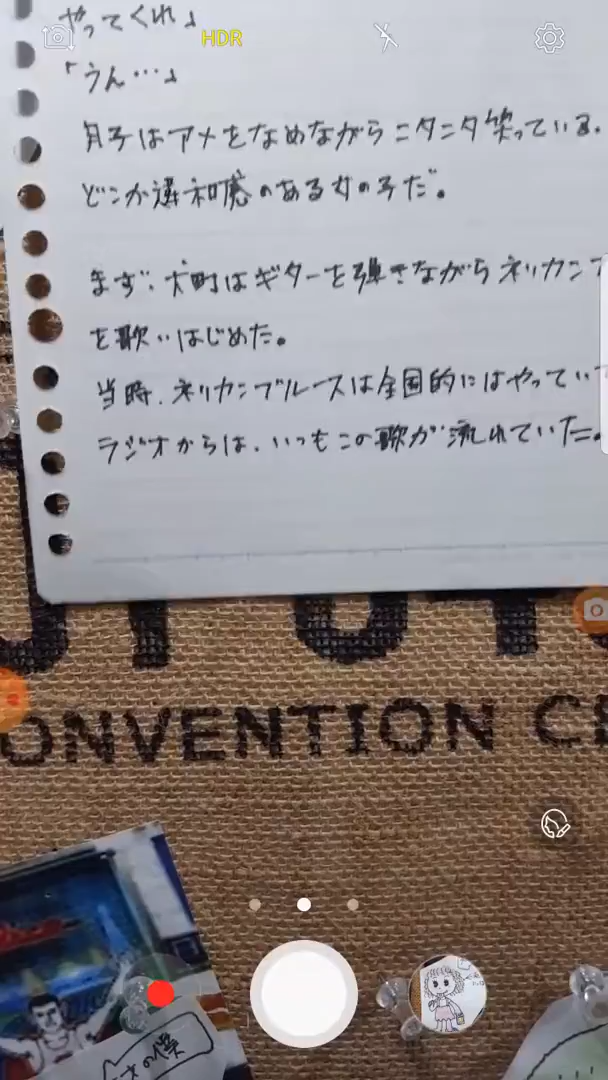 HDR
やってくれ」
「うん…」
月子はアメをなめながらニタニタ笑っている。
どこか違和感のある女の子だ。
まず、大町はギターを弾きながらネリカンブ
を歌いはじめた。
当時、ネリカンブルースは全国的にはやってい
ラジオからは、いつもこの歌が流れていた。
ONVENTION CE
の僕